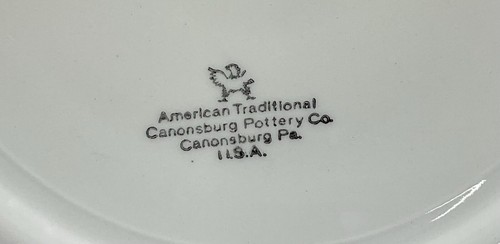 American Traditional
Canonsburg Pottery Co.
Canonsburg Pa.
U.S.A.